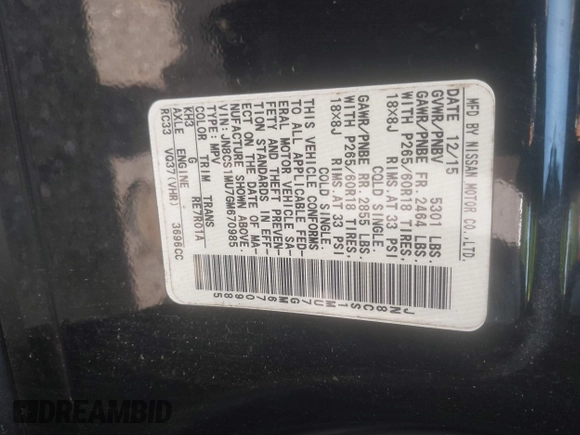 MFD BY NISSAN MOTOR CO.,LTD.
DATE 12/15
GVWR/PNBV 5301 LBS.
GAWR/PNBE FR. 2464 LBS.
WITH P265/60R18 TIRES,
18X8J RIMS,AT 33 PSI
COLD SINGLE.
GAWR/PNBE RR. 2855 LBS.
WITH P265/60R18 TIRES,
18X8J RIMS,AT 33 PSI
COLD SINGLE.
THIS VEHICLE CONFORMS
TO ALL APPLICABLE FED-
ERAL MOTOR VEHICLE SA-
FETY AND THEFT PREVEN-
TION STANDARDS IN EFF-
ECT ON THE DATE OF MA-
NUFACTURE SHOWN ABOVE.
VIN:JN8CS1MU7GM670985
TYPE:MPV
COLOR TRIM TRANS
KH3 G RE7R01A
AXLE ENGINE
RC33 VQ37(VHR) 3696CC
JN8CS1MU7GM670985
DREAMBID